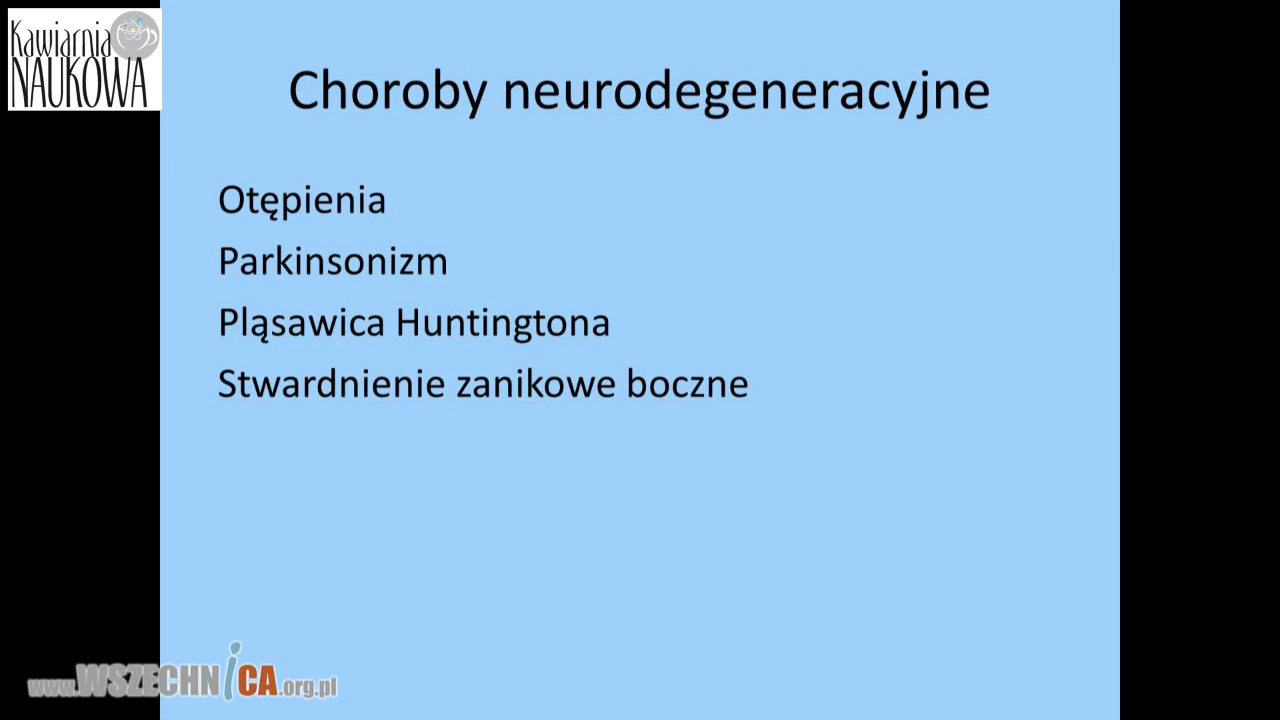 Kawiarnia
NAUKOWA
Choroby neurodegeneracyjne
Otępienia
Parkinsonizm
Pląsawica Huntingtona
Stwardnienie zanikowe boczne
www.WSZECHNiCA.org.pl